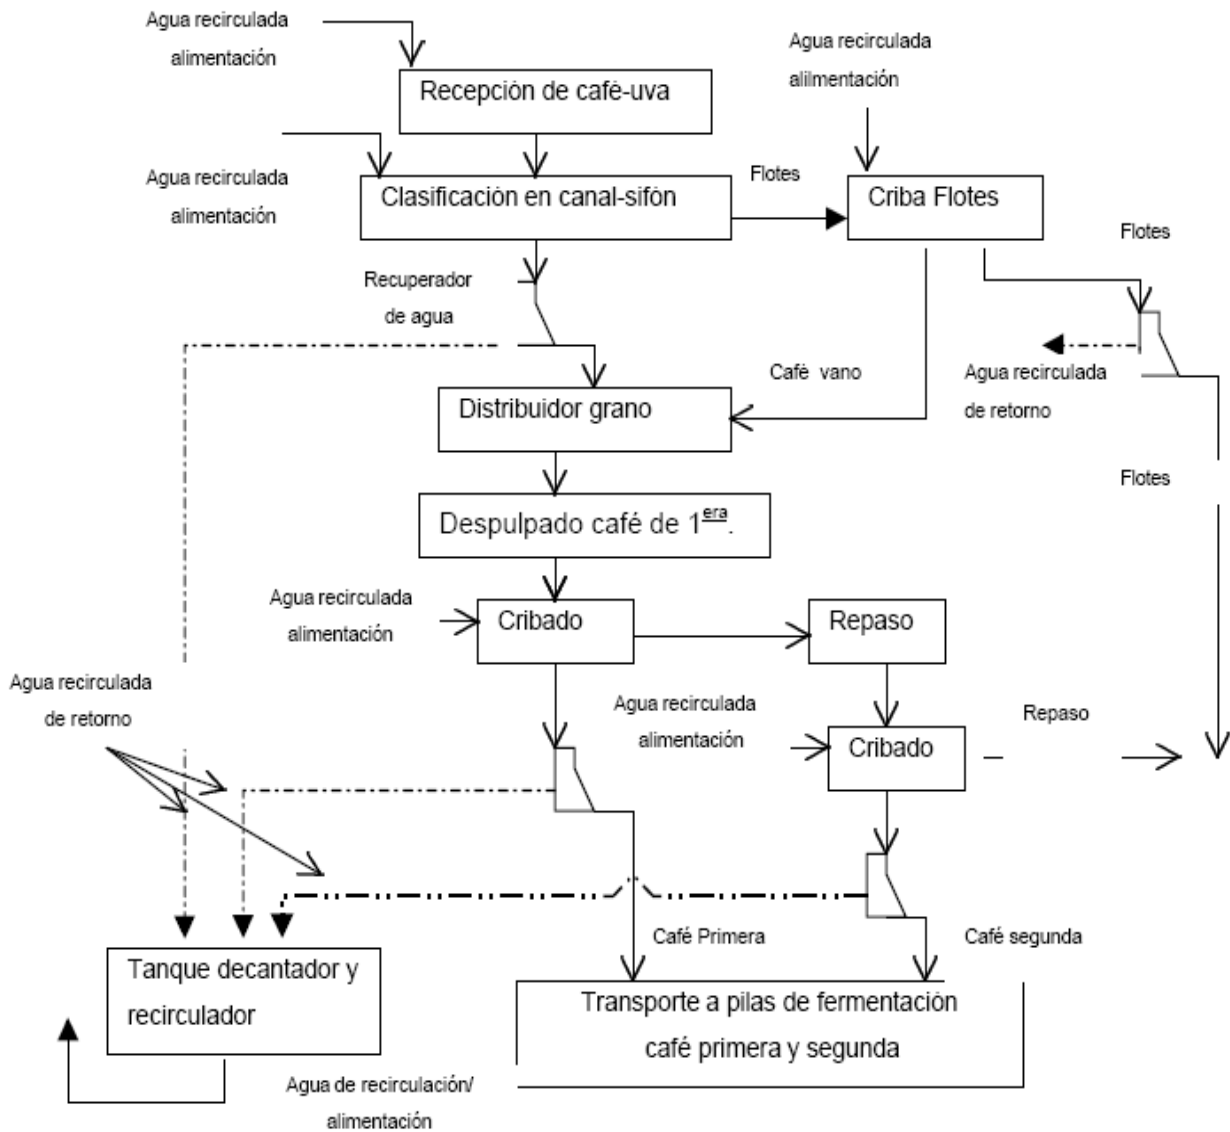 Agua recirculada
alimentación
Agua recirculada
alilmentación
Recepción de café-uva
Agua recirculada
alimentación
Clasificación en canal-sifón
Flotes
Criba Flotes
Flotes
Recuperador
de agua
Café vano
Agua recirculada
de retorno
Distribuidor grano
Flotes
Despulpado café de 1era.
Agua recirculada
alimentación
Cribado
Repaso
Agua recirculada
de retorno
Agua recirculada
alimentación
Repaso
Cribado
Café Primera
Café segunda
Tanque decantador y
recirculador
Transporte a pilas de fermentación
café primera y segunda
Agua de recirculación/
alimentación